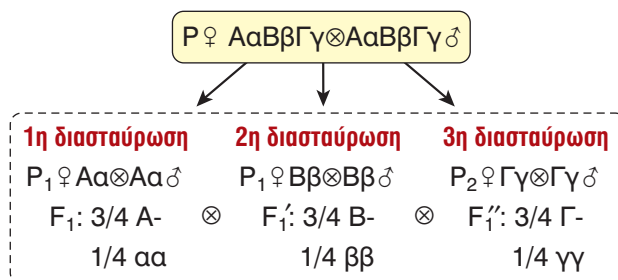 P♀ ΑαΒβΓγ⊗ΑαΒβΓγ♂
1η διασταύρωση 2η διασταύρωση 3η διασταύρωση
P₁♀Αα⊗Αα♂ P₁♀Ββ⊗Ββ♂ P₂♀Γγ⊗Γγ♂
F₁: 3/4 Α- ⊗ F₁′: 3/4 Β- ⊗ F₁″: 3/4 Γ-
1/4 αα 1/4 ββ 1/4 γγ